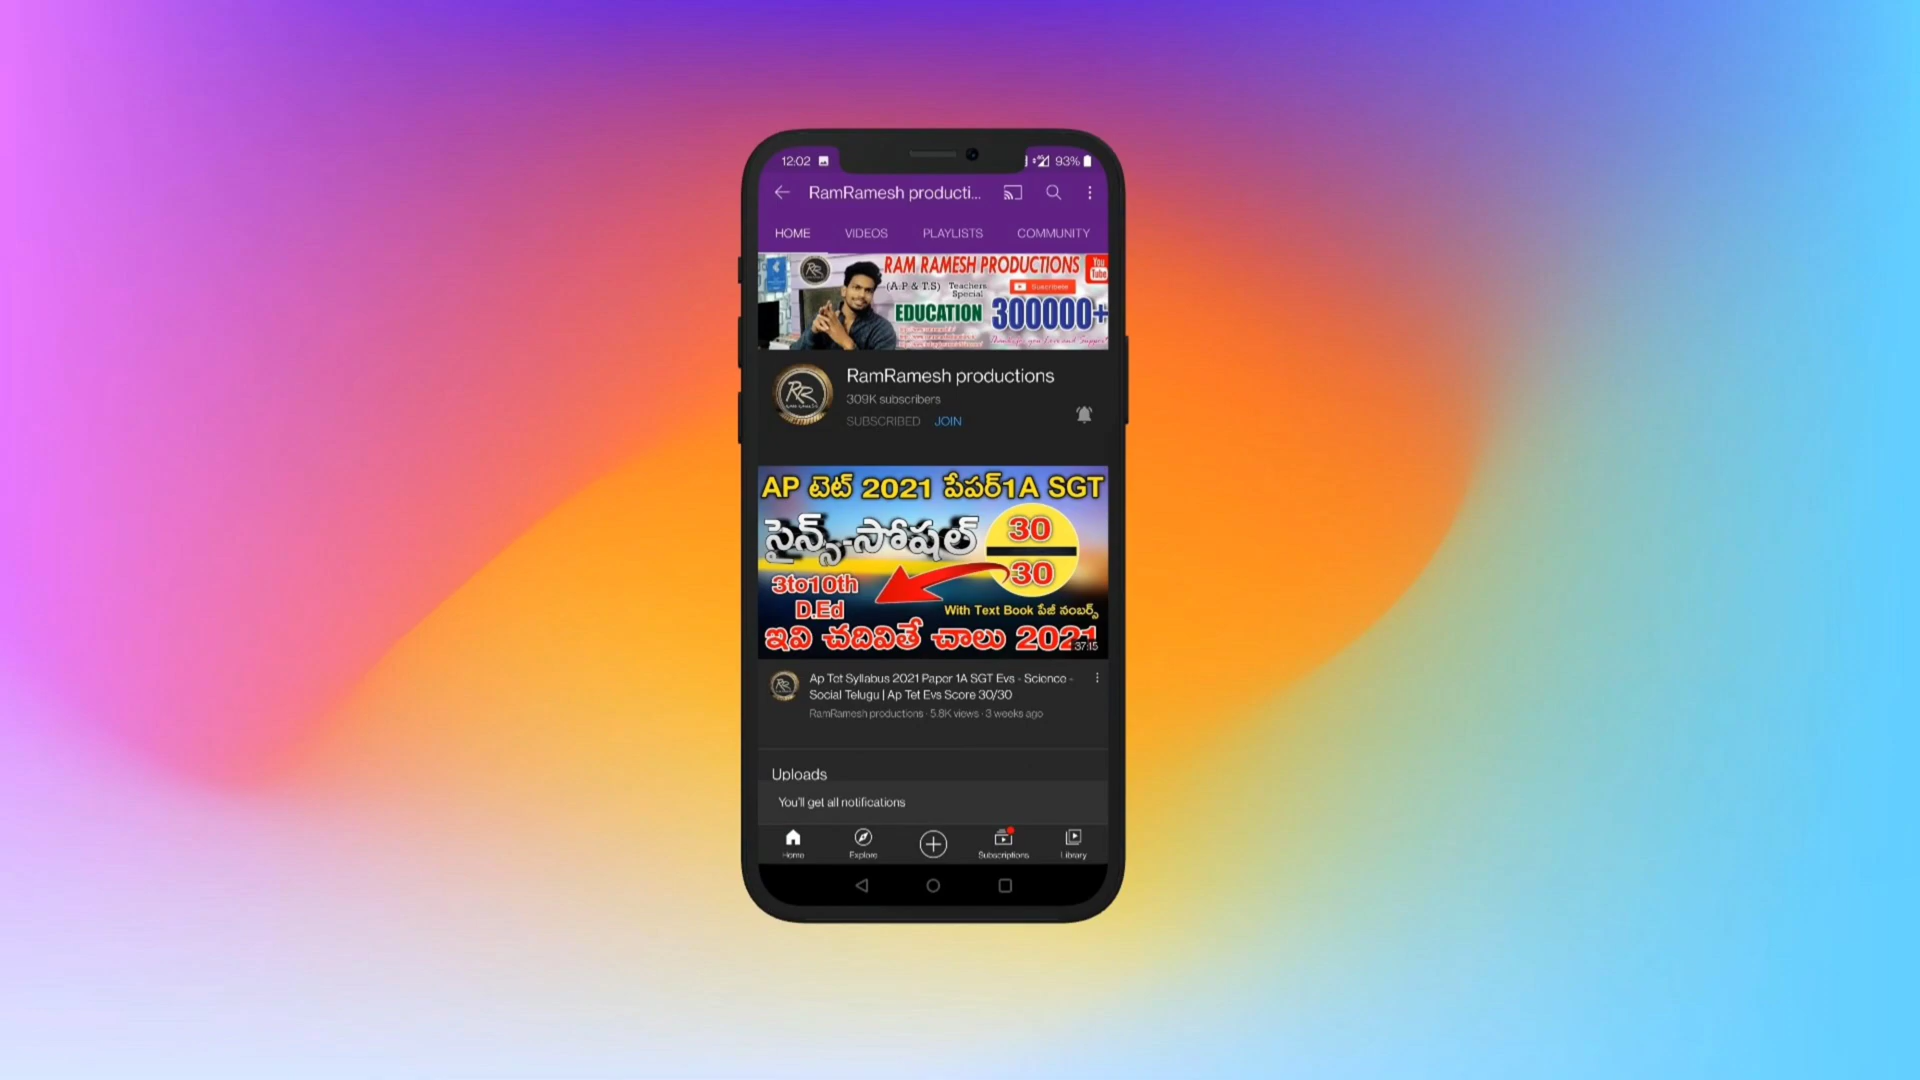 12:02 93%
RamRamesh producti...
HOME VIDEOS PLAYLISTS COMMUNITY
RAM RAMESH PRODUCTIONS You Tube
(A.P & T.S) Teachers Special
EDUCATION 300000+
RamRamesh productions
309K subscribers
SUBSCRIBED JOIN
AP టెట్ 2021 పేపర్1A SGT
సైన్స్-సోషల్ 30
30
3to10th
D.Ed
With Text Book పేజీ నంబర్స్
ఇవి చదివితే చాలు 2021
37:15
Ap Tet Syllabus 2021 Paper 1A SGT Evs - Science -
Social Telugu | Ap Tet Evs Score 30/30
RamRamesh productions · 5.8K views · 3 weeks ago
Uploads
You'll get all notifications
Home Explore Subscriptions Library